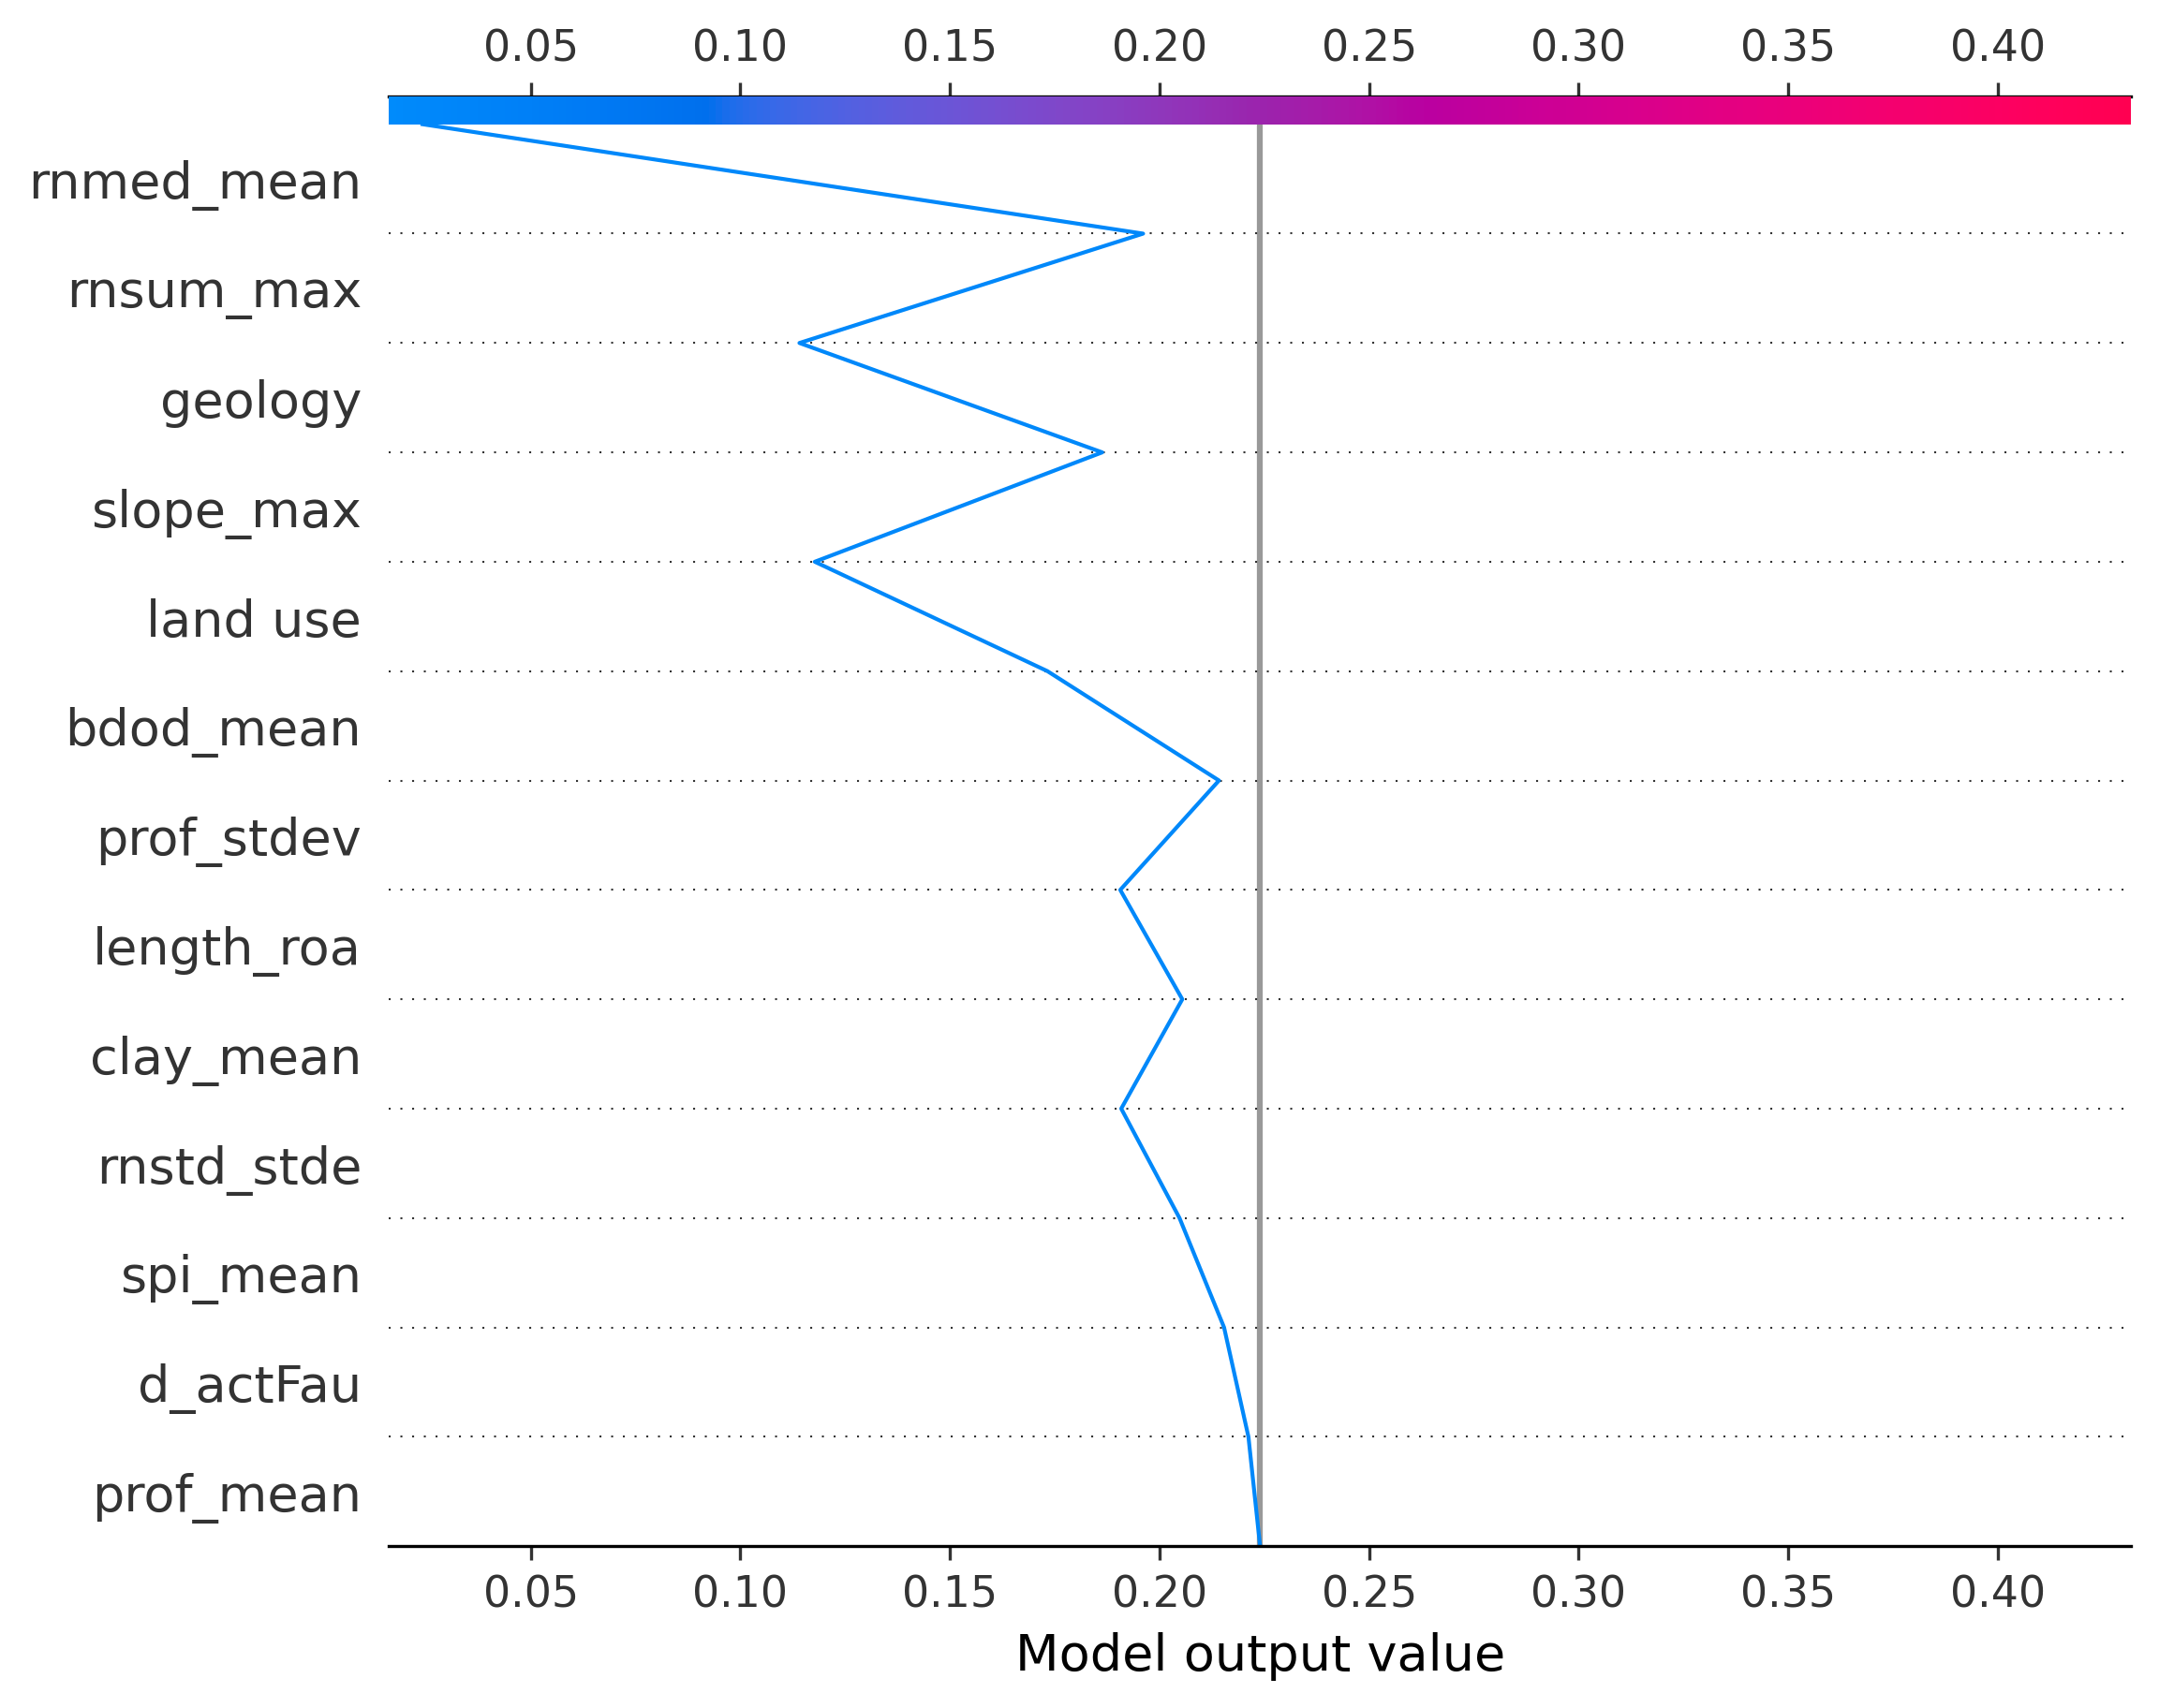 0.05 0.10 0.15 0.20 0.25 0.30 0.35 0.40
rnmed_mean
rnsum_max
geology
slope_max
land use
bdod_mean
prof_stdev
length_roa
clay_mean
rnstd_stde
spi_mean
d_actFau
prof_mean
0.05 0.10 0.15 0.20 0.25 0.30 0.35 0.40
Model output value